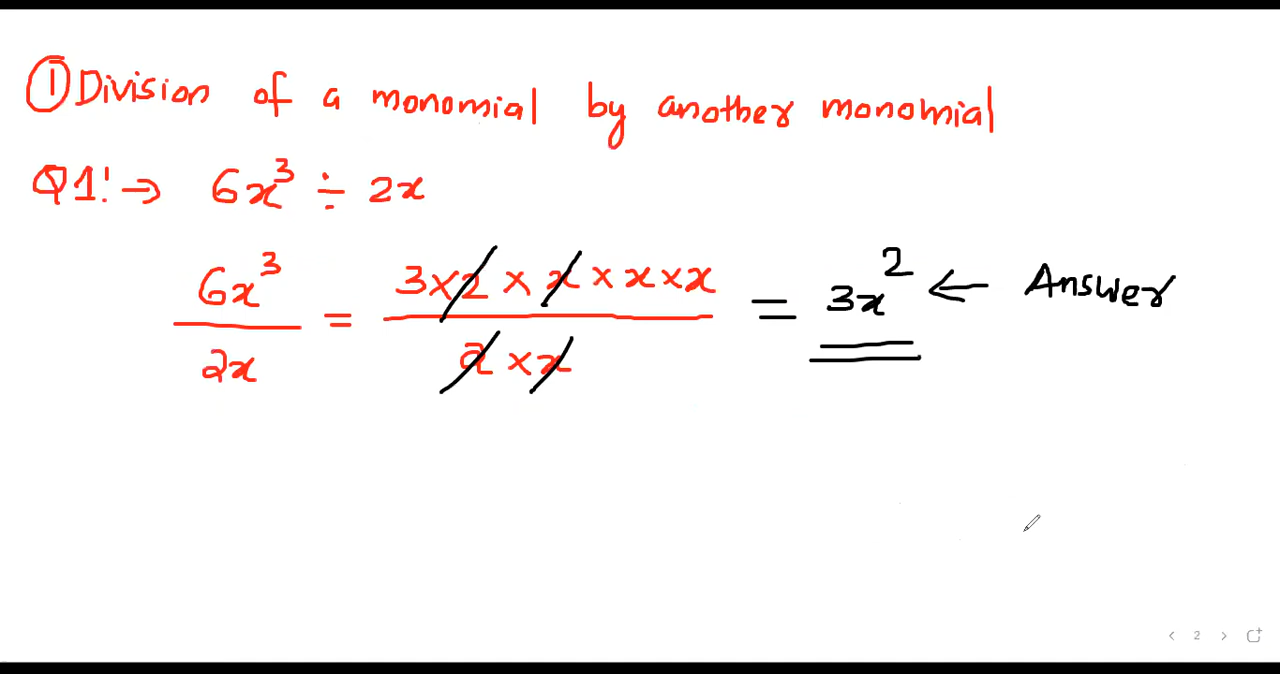 ① Division of a monomial by another monomial
Q1!→ 6x³ ÷ 2x
6x³/2x = 3×2×x×x×x/2×x = 3x² ← Answer
2